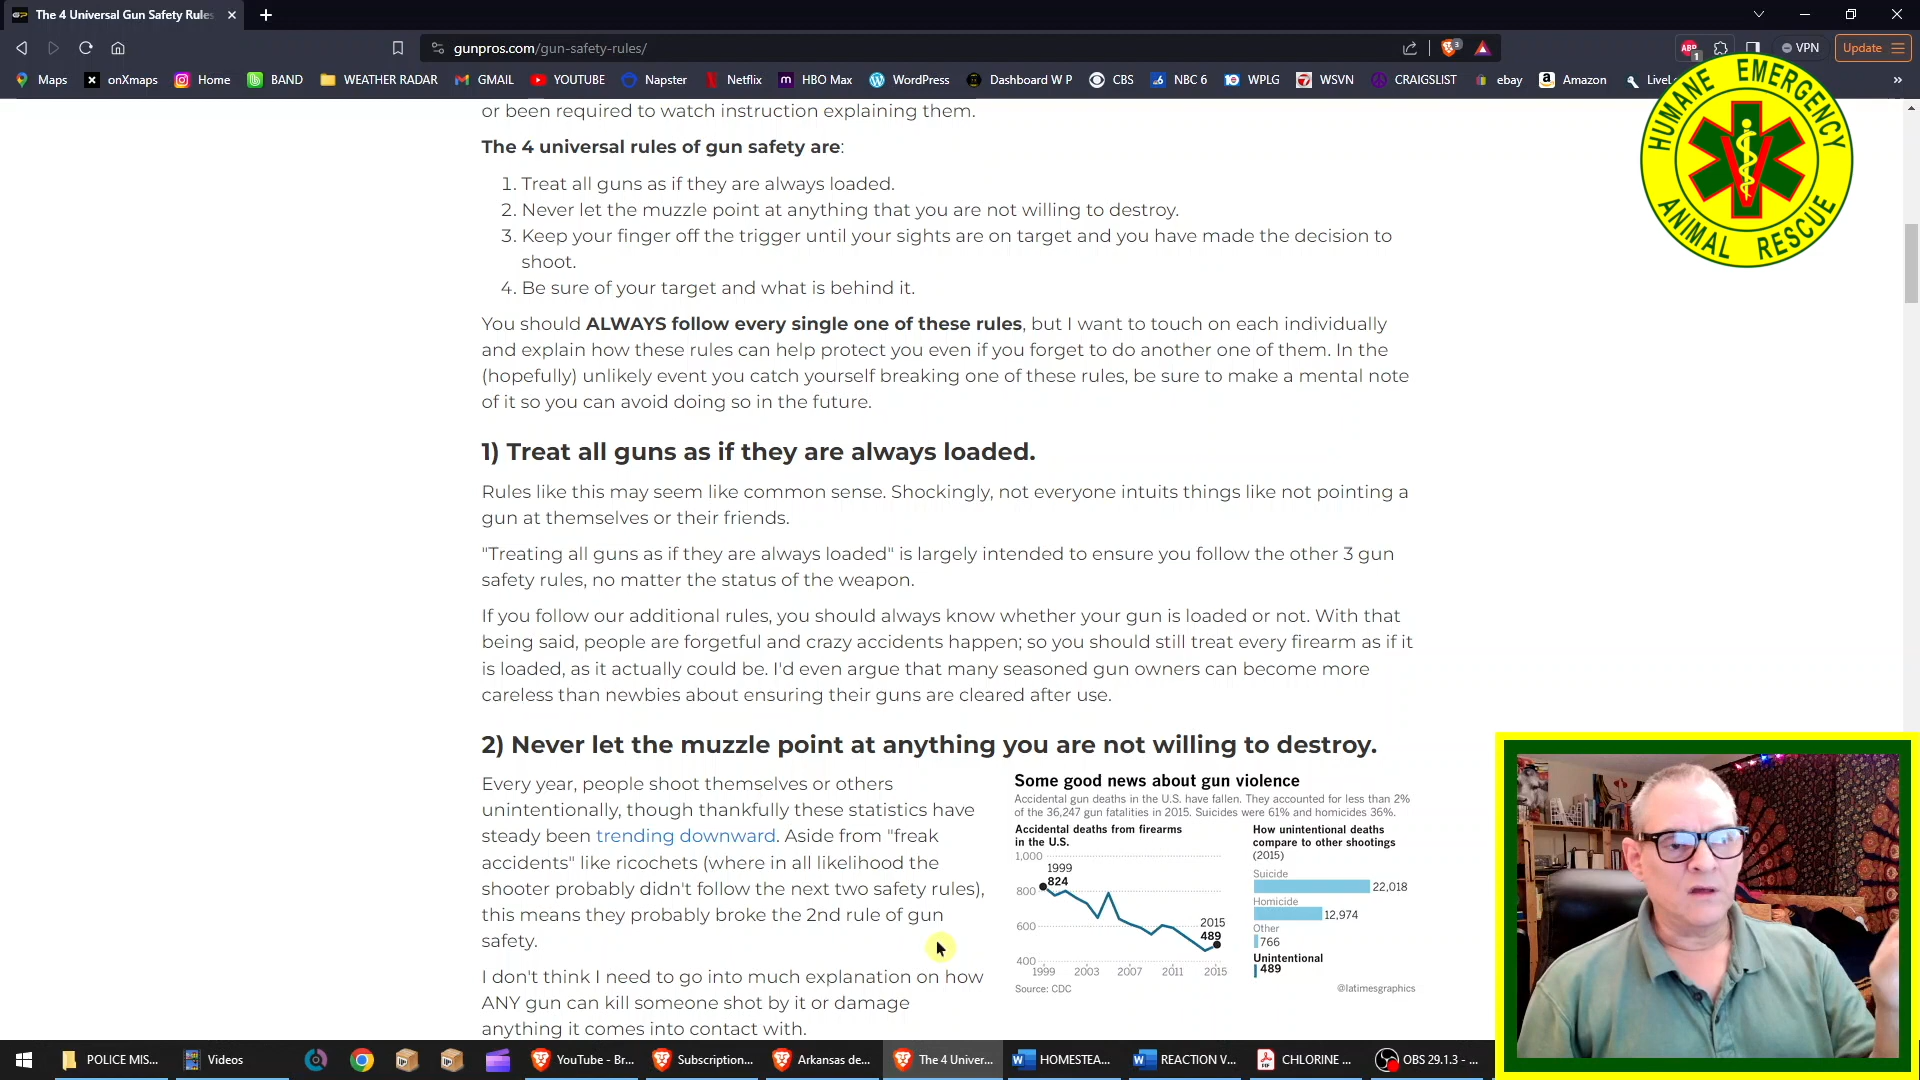 The 4 Universal Gun Safety Rules
gunpros.com/gun-safety-rules/
VPN
Update
Maps
onXmaps
Home
BAND
WEATHER RADAR
GMAIL
YOUTUBE
Napster
Netflix
HBO Max
WordPress
Dashboard W P
CBS
NBC 6
WPLG
WSVN
CRAIGSLIST
ebay
Amazon
HUMANE EMERGENCY
ANIMAL RESCUE
or been required to watch instruction explaining them.
The 4 universal rules of gun safety are:
1. Treat all guns as if they are always loaded.
2. Never let the muzzle point at anything that you are not willing to destroy.
3. Keep your finger off the trigger until your sights are on target and you have made the decision to
shoot.
4. Be sure of your target and what is behind it.
You should ALWAYS follow every single one of these rules, but I want to touch on each individually
and explain how these rules can help protect you even if you forget to do another one of them. In the
(hopefully) unlikely event you catch yourself breaking one of these rules, be sure to make a mental note
of it so you can avoid doing so in the future.
1) Treat all guns as if they are always loaded.
Rules like this may seem like common sense. Shockingly, not everyone intuits things like not pointing a
gun at themselves or their friends.
"Treating all guns as if they are always loaded" is largely intended to ensure you follow the other 3 gun
safety rules, no matter the status of the weapon.
If you follow our additional rules, you should always know whether your gun is loaded or not. With that
being said, people are forgetful and crazy accidents happen; so you should still treat every firearm as if it
is loaded, as it actually could be. I'd even argue that many seasoned gun owners can become more
careless than newbies about ensuring their guns are cleared after use.
2) Never let the muzzle point at anything you are not willing to destroy.
Every year, people shoot themselves or others
unintentionally, though thankfully these statistics have
steady been trending downward. Aside from "freak
accidents" like ricochets (where in all likelihood the
shooter probably didn't follow the next two safety rules),
this means they probably broke the 2nd rule of gun
safety.
I don't think I need to go into much explanation on how
ANY gun can kill someone shot by it or damage
anything it comes into contact with.
Some good news about gun violence
Accidental gun deaths in the U.S. have fallen. They accounted for less than 2%
of the 36,247 gun fatalities in 2015. Suicides were 61% and homicides 36%.
Accidental deaths from firearms
in the U.S.
1,000
800
600
400
1999
824
2015
489
1999
2003
2007
2011
2015
Source: CDC
How unintentional deaths
compare to other shootings
(2015)
Suicide
22,018
Homicide
12,974
Other
766
Unintentional
489
@latimesgraphics
POLICE MIS...
Videos
YouTube - Br...
Subscription...
Arkansas de...
The 4 Univer...
HOMESTEA...
REACTION V...
CHLORINE ...
OBS 29.1.3 - ...